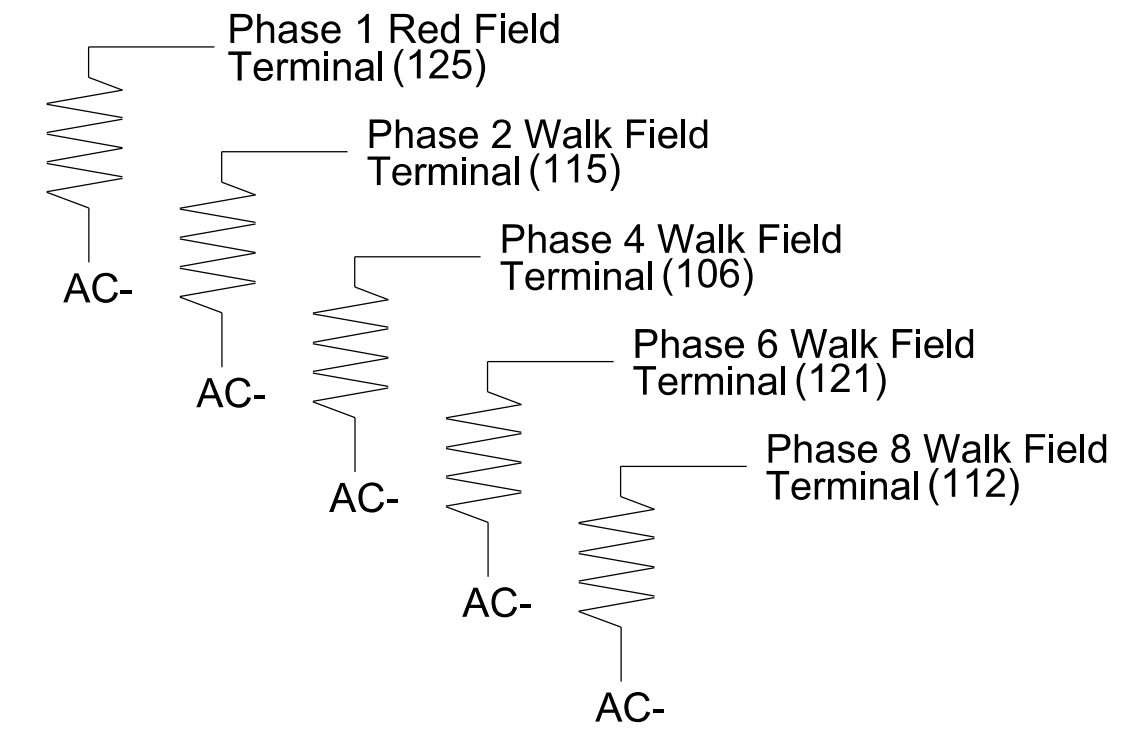 Phase 1 Red Field
Terminal (125)
AC-
Phase 2 Walk Field
Terminal (115)
AC-
Phase 4 Walk Field
Terminal (106)
AC-
Phase 6 Walk Field
Terminal (121)
AC-
Phase 8 Walk Field
Terminal (112)
AC-